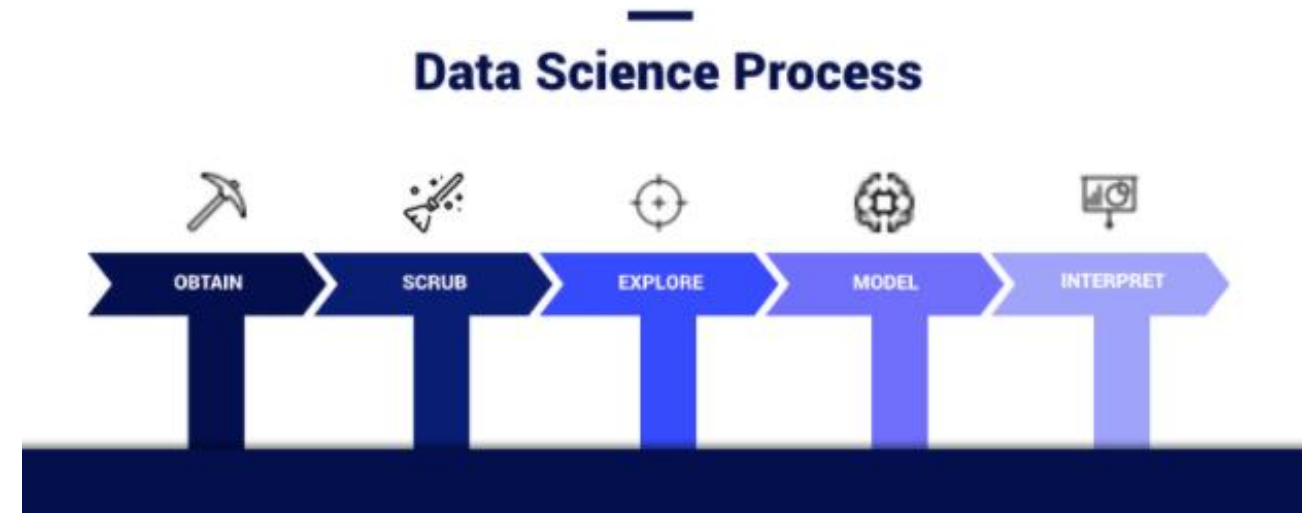 Data Science Process
OBTAIN
SCRUB
EXPLORE
MODEL
INTERPRET